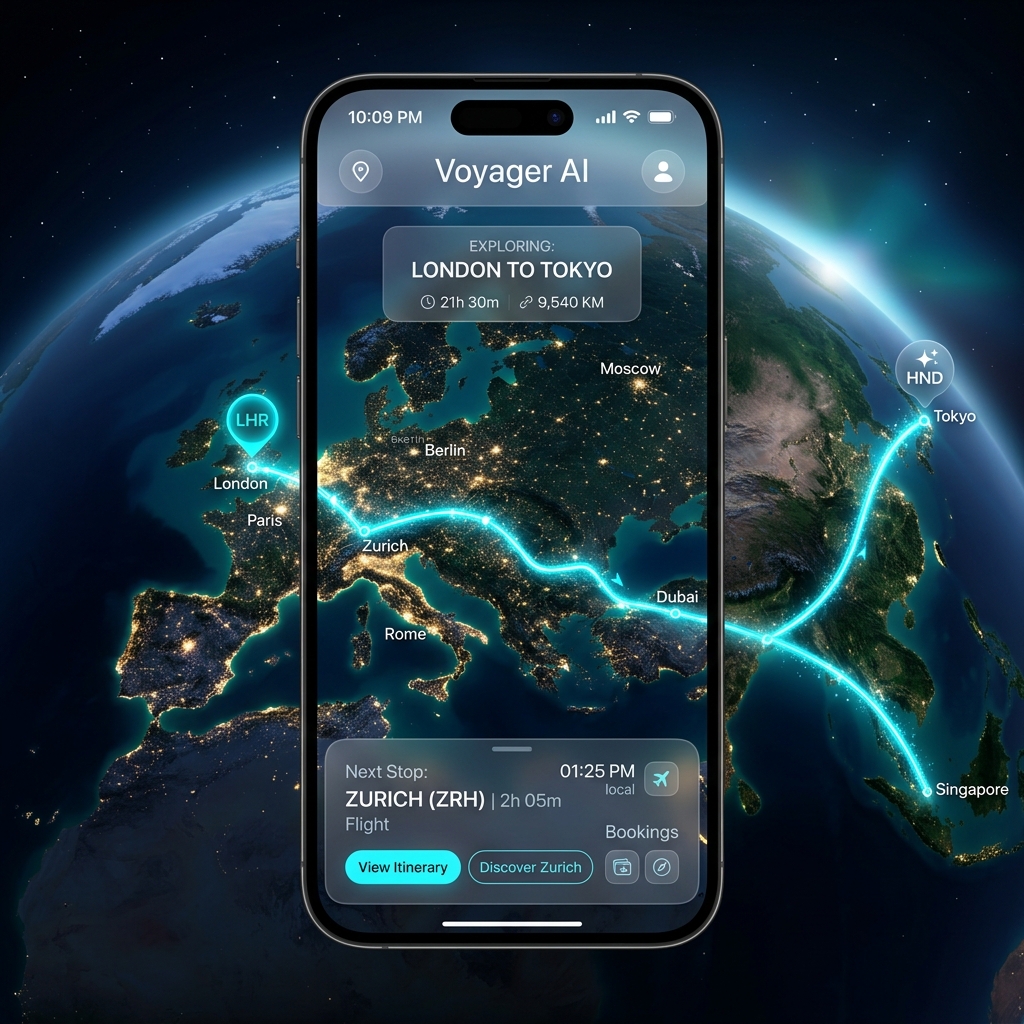 10:09 PM
Voyager AI
EXPLORING:
LONDON TO TOKYO
21h 30m | 9,540 KM
Moscow
HND
Tokyo
LHR
Berlin
London
Paris
Zurich
Dubai
Rome
Singapore
Next Stop:
01:25 PM
local
ZURICH (ZRH) | 2h 05m
Flight
Bookings
View Itinerary
Discover Zurich